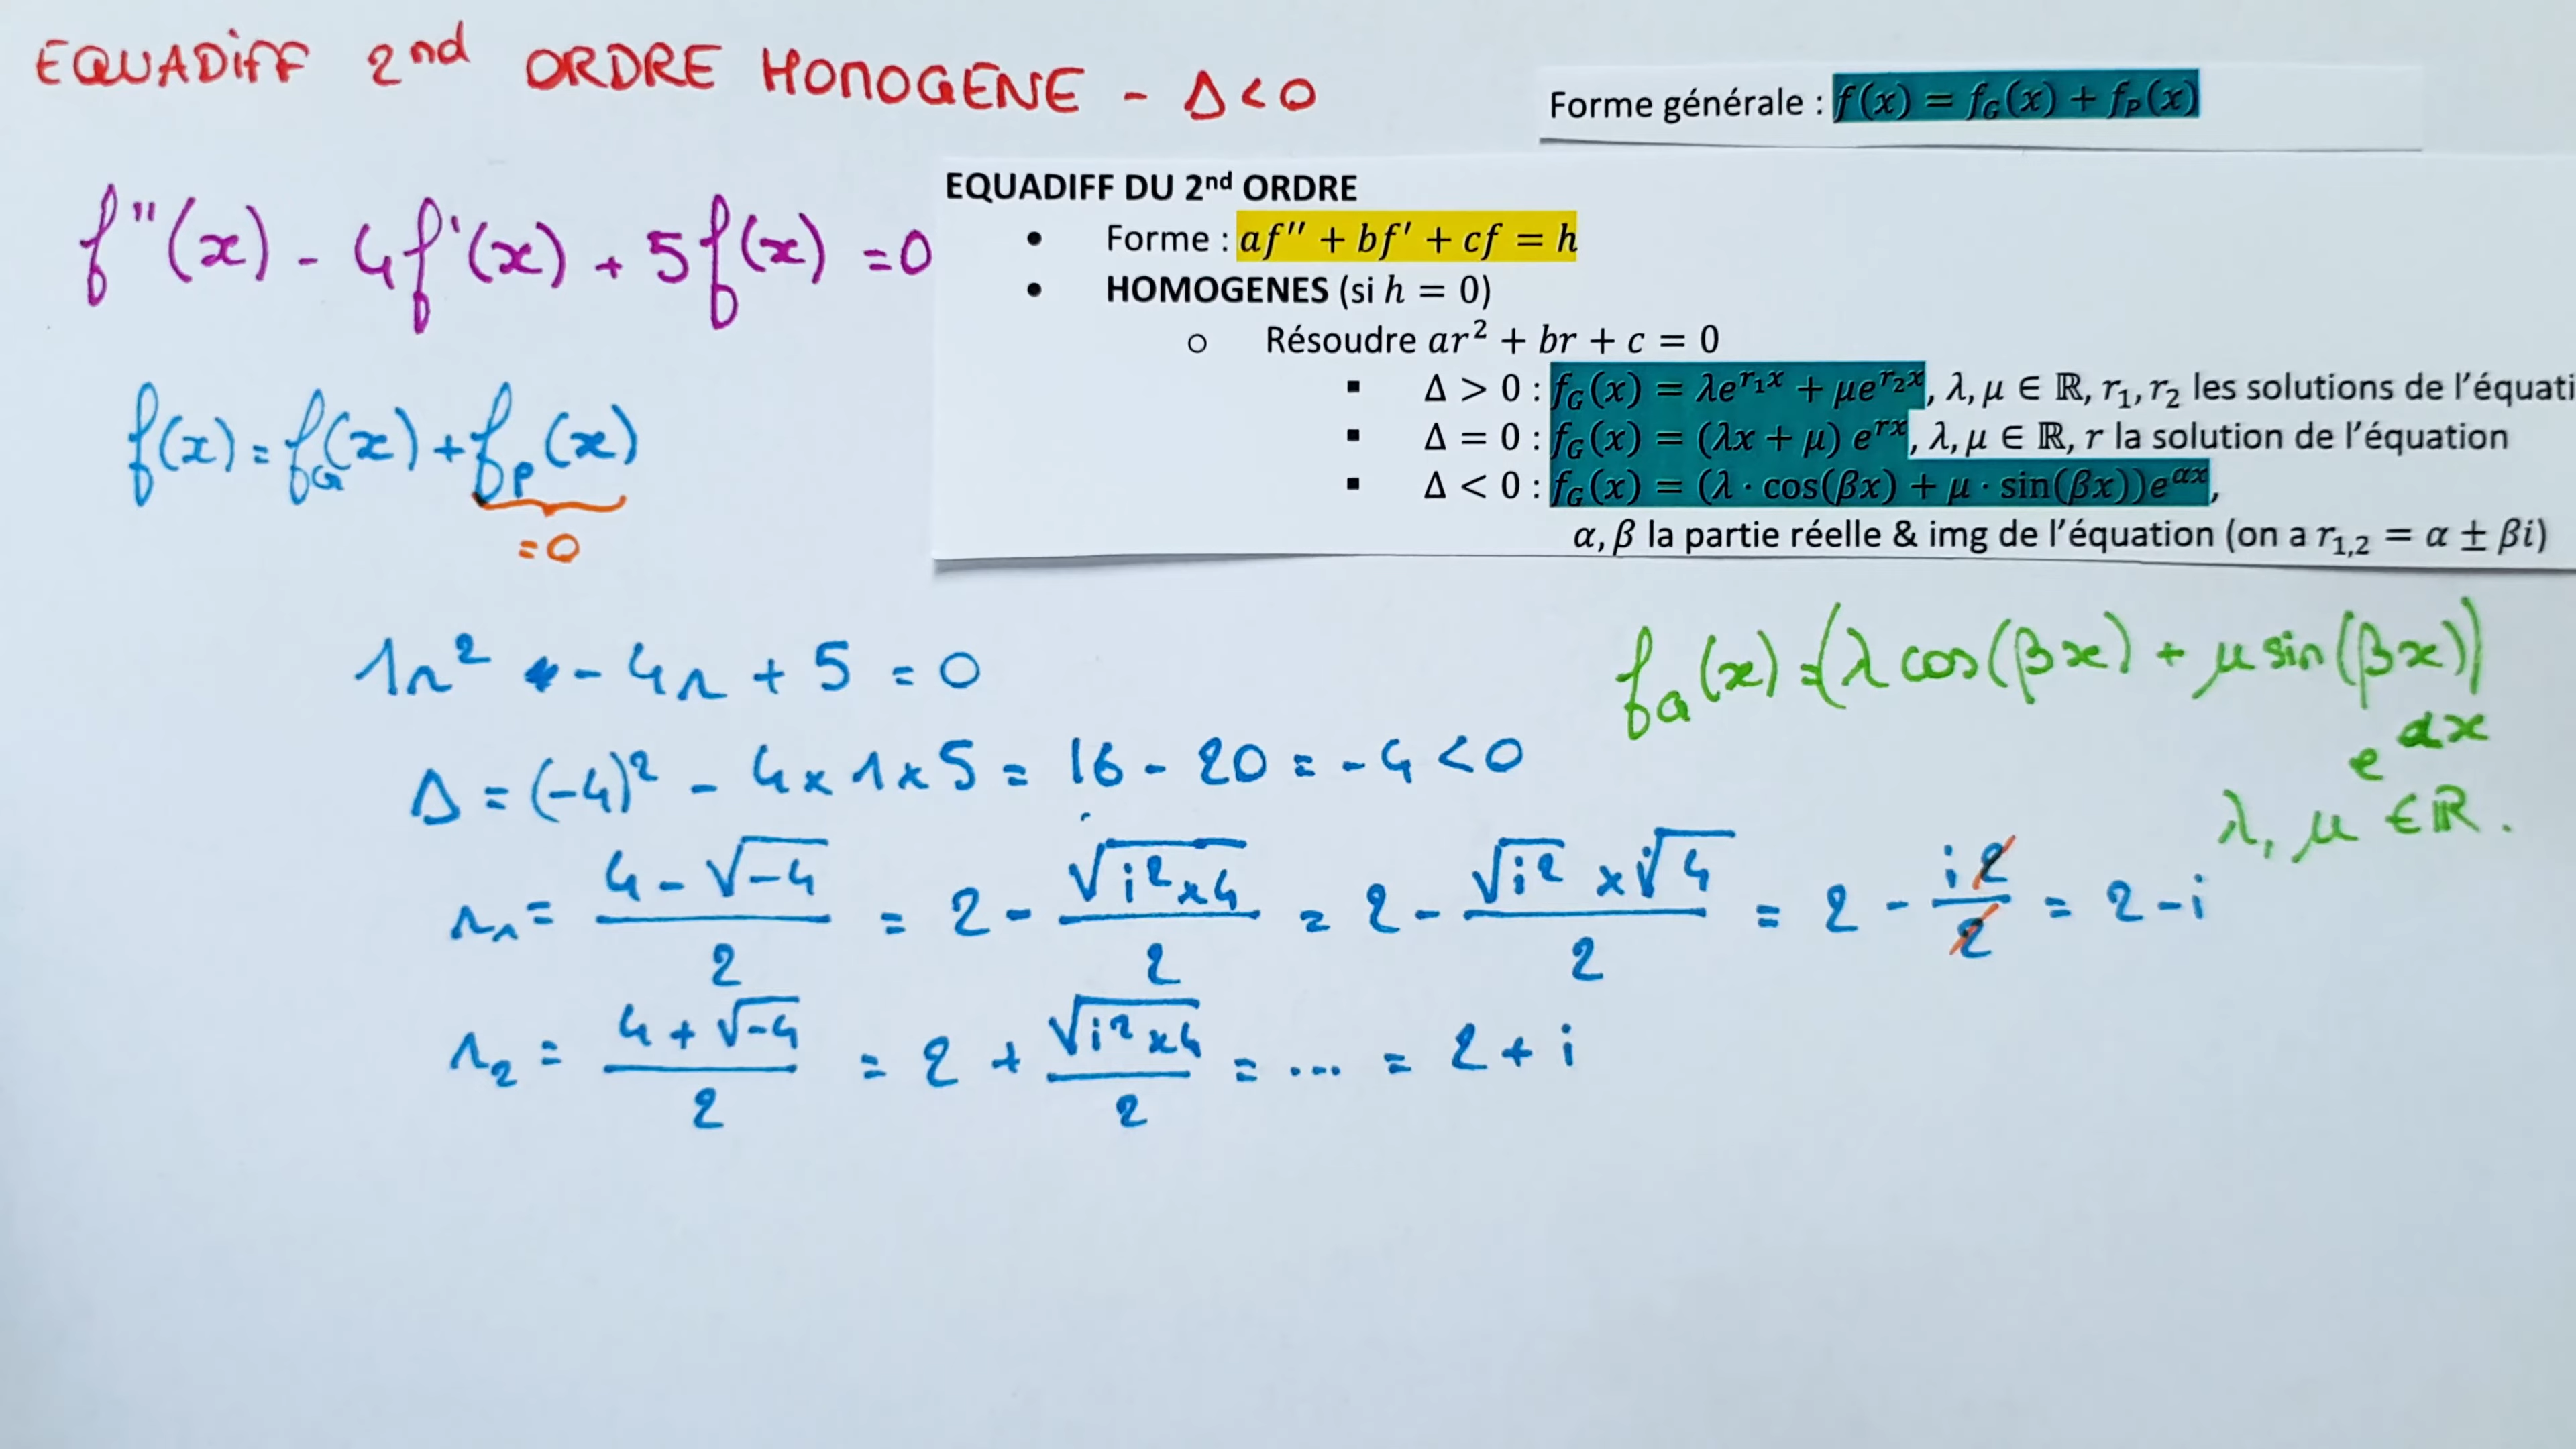 EQUADIFF 2nd ORDRE HOMOGENE - Δ<0
Forme générale : f(x) = f_G(x) + f_P(x)
f''(x) - 4f'(x) + 5f(x) = 0
EQUADIFF DU 2nd ORDRE
• Forme : af'' + bf' + cf = h
• HOMOGENES (si h = 0)
o Résoudre ar² + br + c = 0
▪ Δ > 0 : f_G(x) = λe^{r₁x} + μe^{r₂x}, λ, μ ∈ ℝ, r₁, r₂ les solutions de l'équati
▪ Δ = 0 : f_G(x) = (λx + μ) e^{rx}, λ, μ ∈ ℝ, r la solution de l'équation
▪ Δ < 0 : f_G(x) = (λ · cos(βx) + μ · sin(βx))e^{αx},
α, β la partie réelle & img de l'équation (on a r₁,₂ = α ± βi)
f(x) = f_G(x) + f_P(x)
= 0
1r² - 4r + 5 = 0
f_G(x) = (λ cos(βx) + μ sin(βx))
e^{αx}
λ, μ ∈ ℝ.
Δ = (-4)² - 4 x 1 x 5 = 16 - 20 = -4 < 0
r₁ = (4 - √-4)/2 = 2 - √(i² x 4)/2 = 2 - (√i² x √4)/2 = 2 - i2/2 = 2 - i
r₂ = (4 + √-4)/2 = 2 + √(i² x 4)/2 = ... = 2 + i